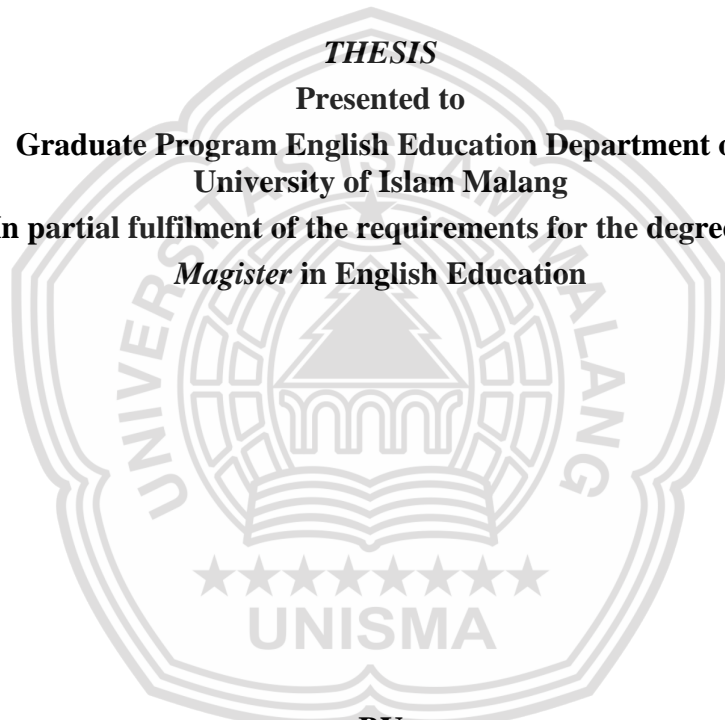 THESIS
Presented to
Graduate Program English Education Department o
University of Islam Malang
In partial fulfilment of the requirements for the degree
Magister in English Education
UNIVERSITAS ISLAM MALANG
UNISMA